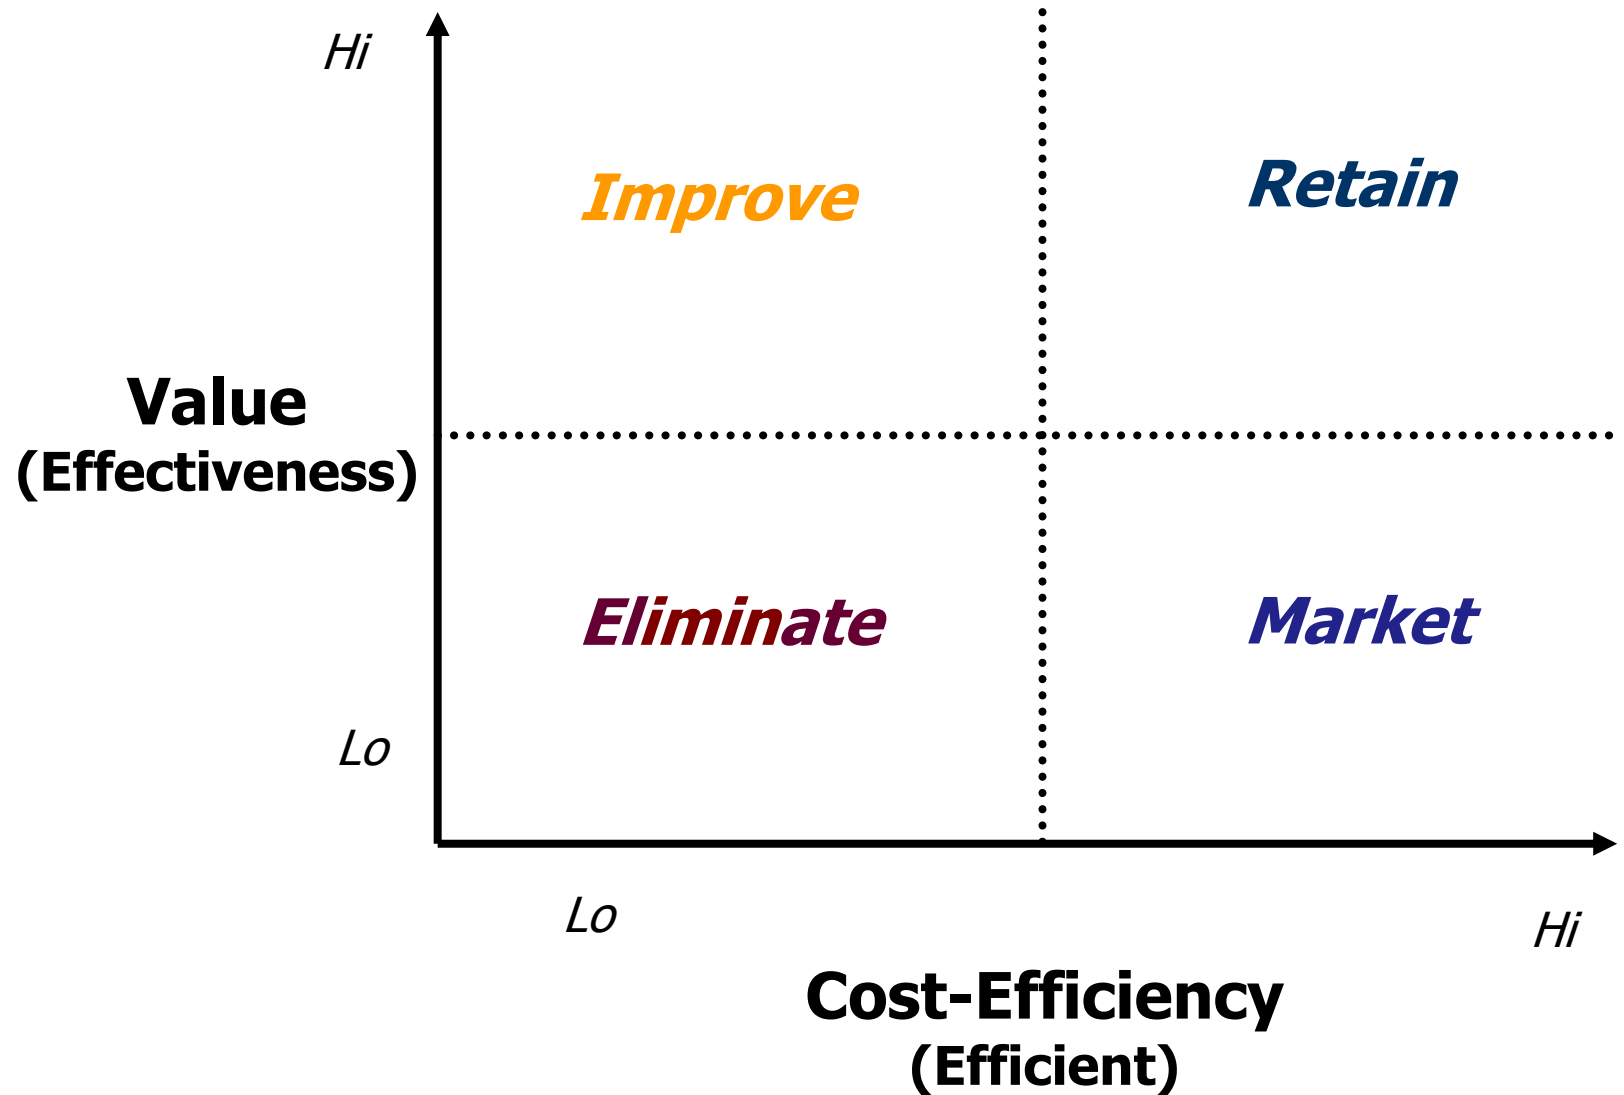 Hi
Improve
Retain
Value
(Effectiveness)
Eliminate
Market
Lo
Lo
Hi
Cost-Efficiency
(Efficient)